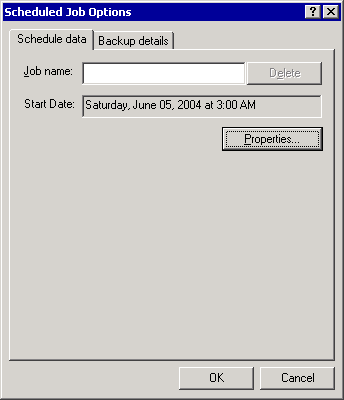 Scheduled Job Options
Schedule data Backup details
Job name: Delete
Start Date: Saturday, June 05, 2004 at 3:00 AM
Properties...
OK Cancel